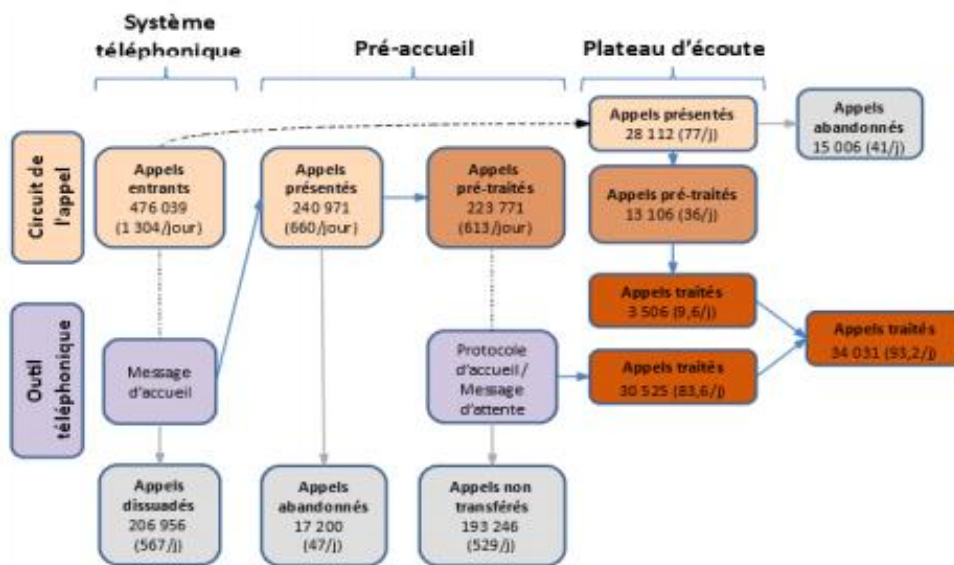 Système
téléphonique
Pré-accueil
Plateau d'écoute
Circuit de
l'appel
Appels
entrants
476 039
(1 304/jour)
Appels
présentés
240 971
(660/jour)
Appels
pré-traités
223 771
(613/jour)
Appels présentés
28 112 (77/j)
Appels
abandonnés
15 006 (41/j)
Appels pré-traités
13 106 (36/j)
Appels traités
3 506 (9,6/j)
Appels traités
34 031 (93,2/j)
Outil
téléphonique
Message
d'accueil
Protocole
d'accueil/
Message
d'attente
Appels traités
30 525 (83,6/j)
Appels
dissuadés
206 956
(567/j)
Appels
abandonnés
17 200
(47/j)
Appels non
transférés
193 246
(529/j)